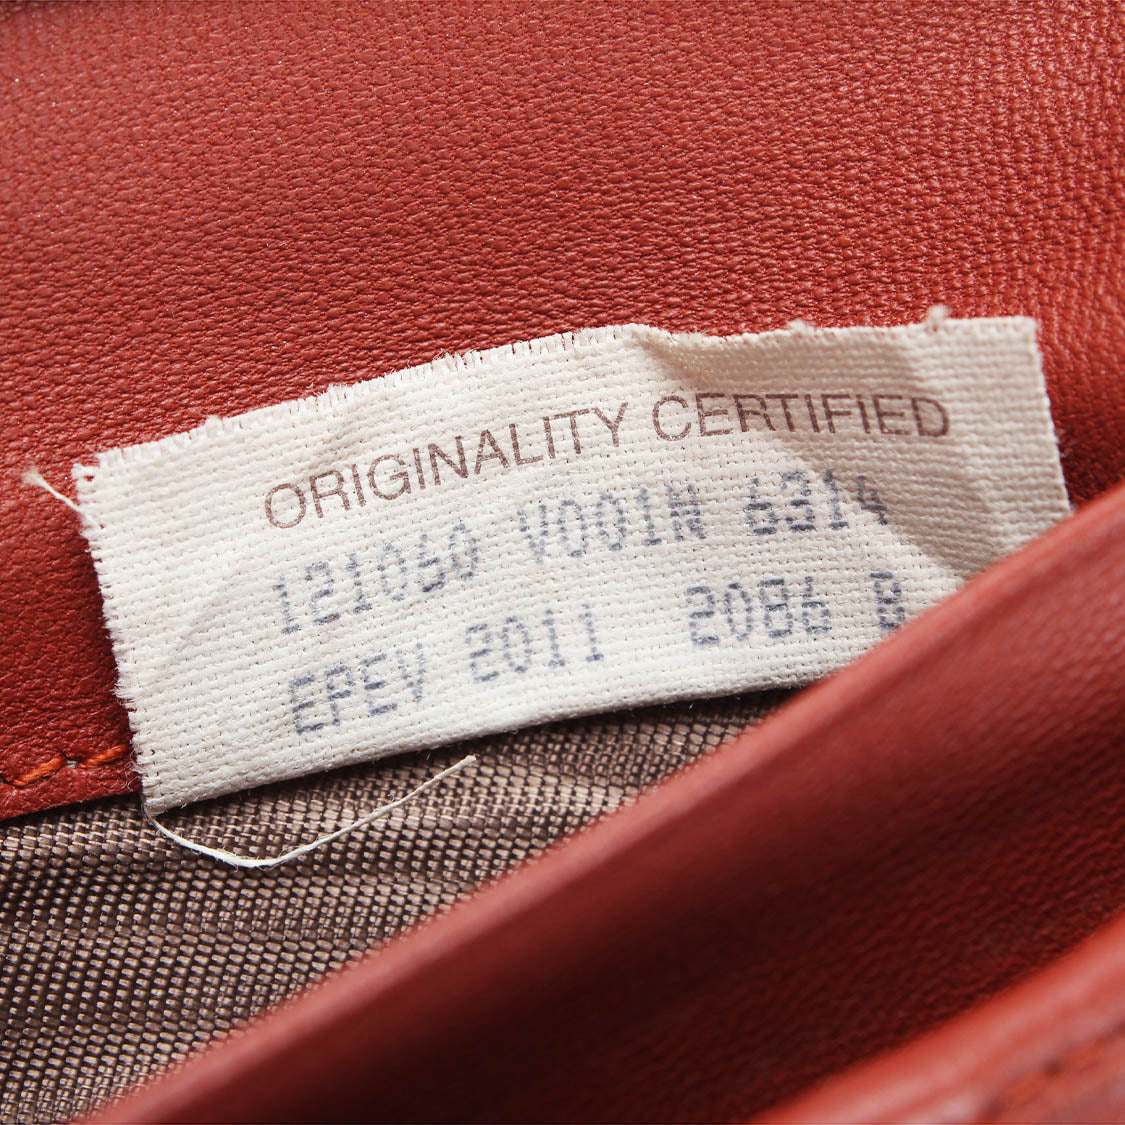 ORIGINALITY CERTIFIED
121060 V001N 6314
EPEV 2011 2086 B